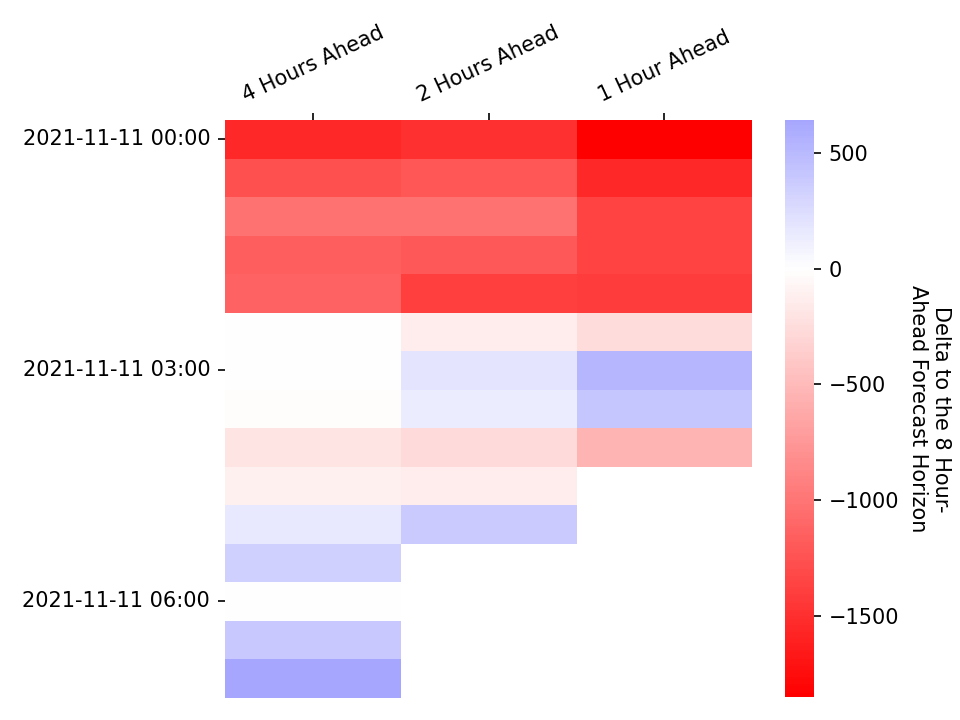 4 Hours Ahead
2 Hours Ahead
1 Hour Ahead
2021-11-11 00:00
2021-11-11 03:00
2021-11-11 06:00
500
0
−500
−1000
−1500
Delta to the 8 Hour-
Ahead Forecast Horizon